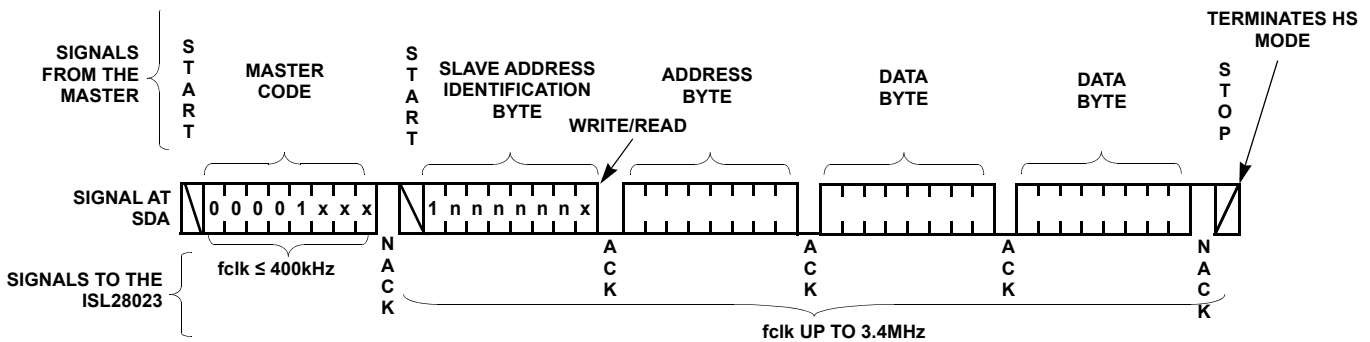 TERMINATES HS
MODE
SIGNALS
FROM THE
MASTER
START
MASTER
CODE
START
SLAVE ADDRESS
IDENTIFICATION
BYTE
WRITE/READ
ADDRESS
BYTE
DATA
BYTE
DATA
BYTE
STOP
SIGNAL AT
SDA
0 0 0 0 1 x x x
1 n n n n n n x
fclk ≤ 400kHz
NACK
ACK
ACK
ACK
NACK
SIGNALS TO THE
ISL28023
fclk UP TO 3.4MHz